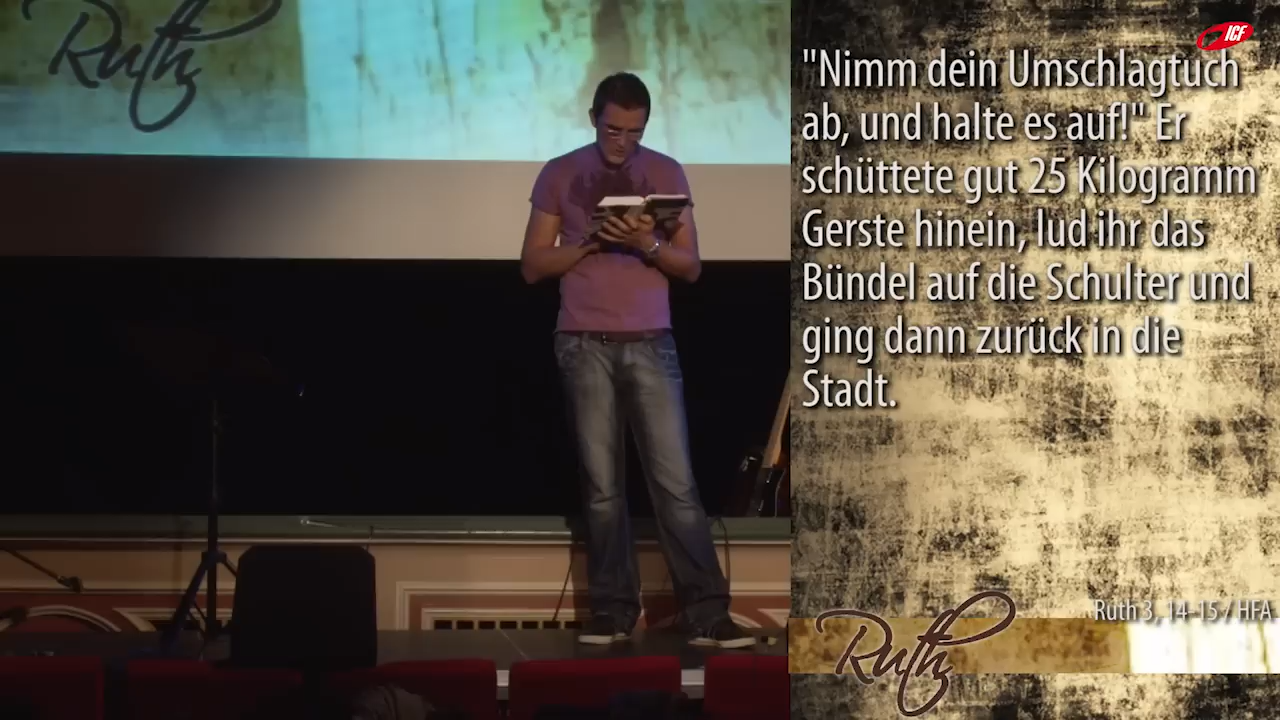 Ruth
ICF
"Nimm dein Umschlagtuch
ab, und halte es auf!" Er
schüttete gut 25 Kilogramm
Gerste hinein, lud ihr das
Bündel auf die Schulter und
ging dann zurück in die
Stadt.
Ruth 3, 14-15 / HFA
Ruth